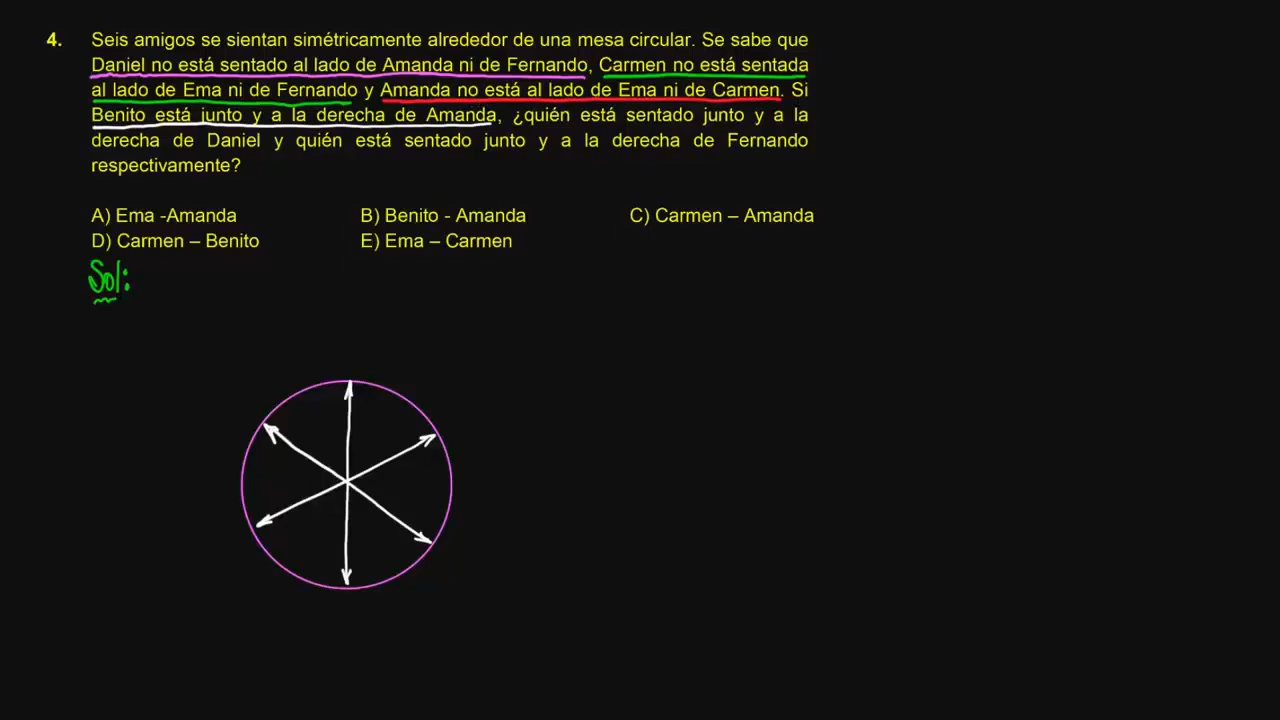 4. Seis amigos se sientan simétricamente alrededor de una mesa circular. Se sabe que
Daniel no está sentado al lado de Amanda ni de Fernando, Carmen no está sentada
al lado de Ema ni de Fernando y Amanda no está al lado de Ema ni de Carmen. Si
Benito está junto y a la derecha de Amanda, ¿quién está sentado junto y a la
derecha de Daniel y quién está sentado junto y a la derecha de Fernando
respectivamente?
A) Ema -Amanda B) Benito - Amanda C) Carmen – Amanda
D) Carmen – Benito E) Ema – Carmen
Sol: